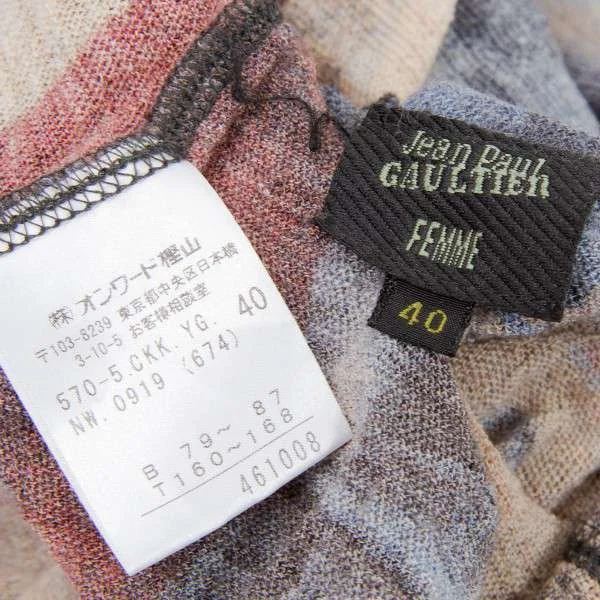 Jean Paul
GAULTIER
FEMME
40
㈱オンワード樫山
〒103-8239 東京都中央区日本橋
3-10-5 お客様相談室
570-5.CKK.YG. 40
NW.0919 (674)
B 79～ 87
T160～168
461008